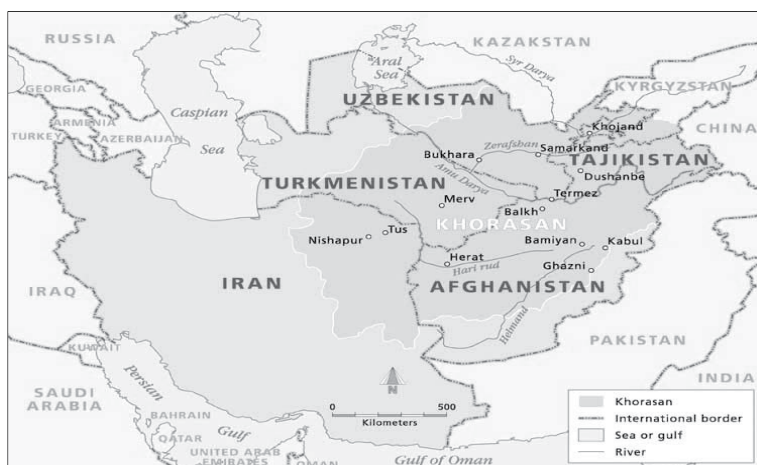 RUSSIA
KAZAKSTAN
Aral
Sea
Syr Darya
GEORGIA
KYRGYZSTAN
Caspian
Sea
UZBEKISTAN
ARMENIA
TURKEY
AZERBAIJAN
Khojand
CHINA
Zerafshan
Samarkand
Bukhara
TAJIKISTAN
Amu Darya
Dushanbe
TURKMENISTAN
Merv
Termez
Balkh
KHORASAN
Tus
Nishapur
Bamiyan
Kabul
Herat
Hari rud
Ghazni
IRAN
AFGHANISTAN
IRAQ
Helmand
PAKISTAN
KUWAIT
INDIA
SAUDI
ARABIA
Persian
Gulf
N
0 500
Kilometers
BAHRAIN
QATAR
UNITED ARAB
EMIRATES
OMAN
Gulf of Oman
Khorasan
International border
Sea or gulf
River